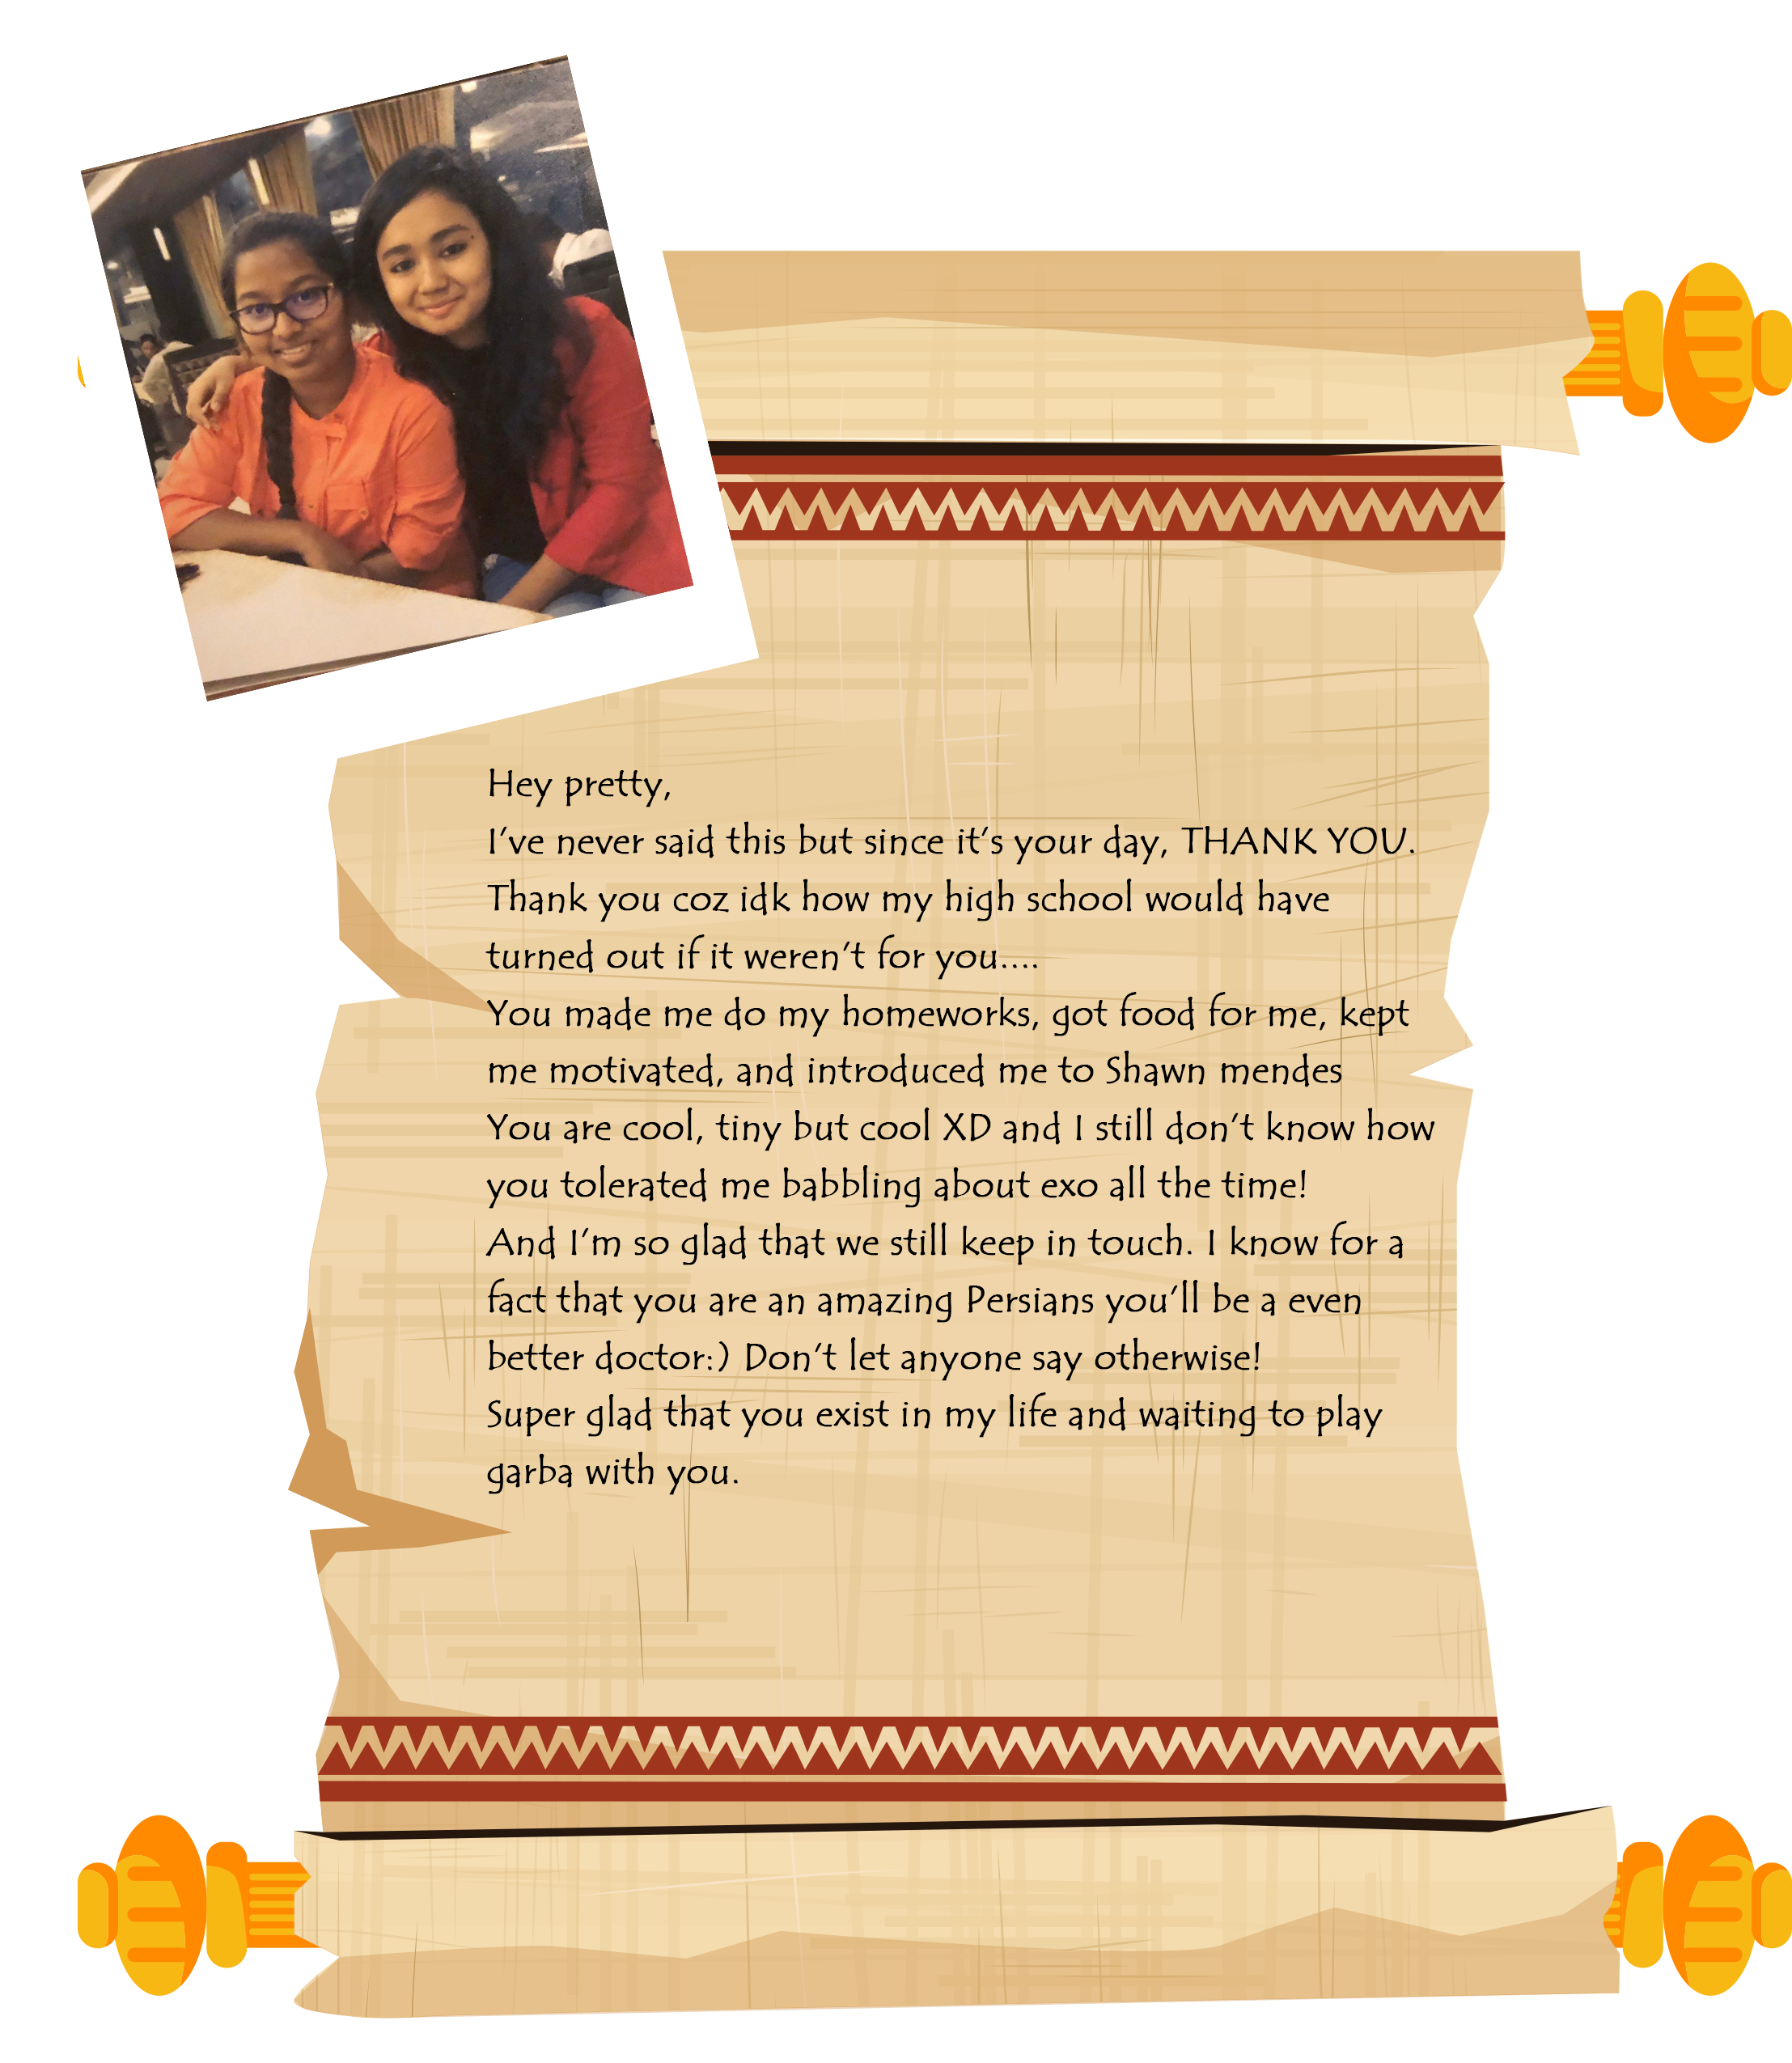 Hey pretty,
I’ve never said this but since it’s your day, THANK YOU.
Thank you coz idk how my high school would have
turned out if it weren’t for you....
You made me do my homeworks, got food for me, kept
me motivated, and introduced me to Shawn mendes
You are cool, tiny but cool XD and I still don’t know how
you tolerated me babbling about exo all the time!
And I’m so glad that we still keep in touch. I know for a
fact that you are an amazing Persians you’ll be a even
better doctor:) Don’t let anyone say otherwise!
Super glad that you exist in my life and waiting to play
garba with you.